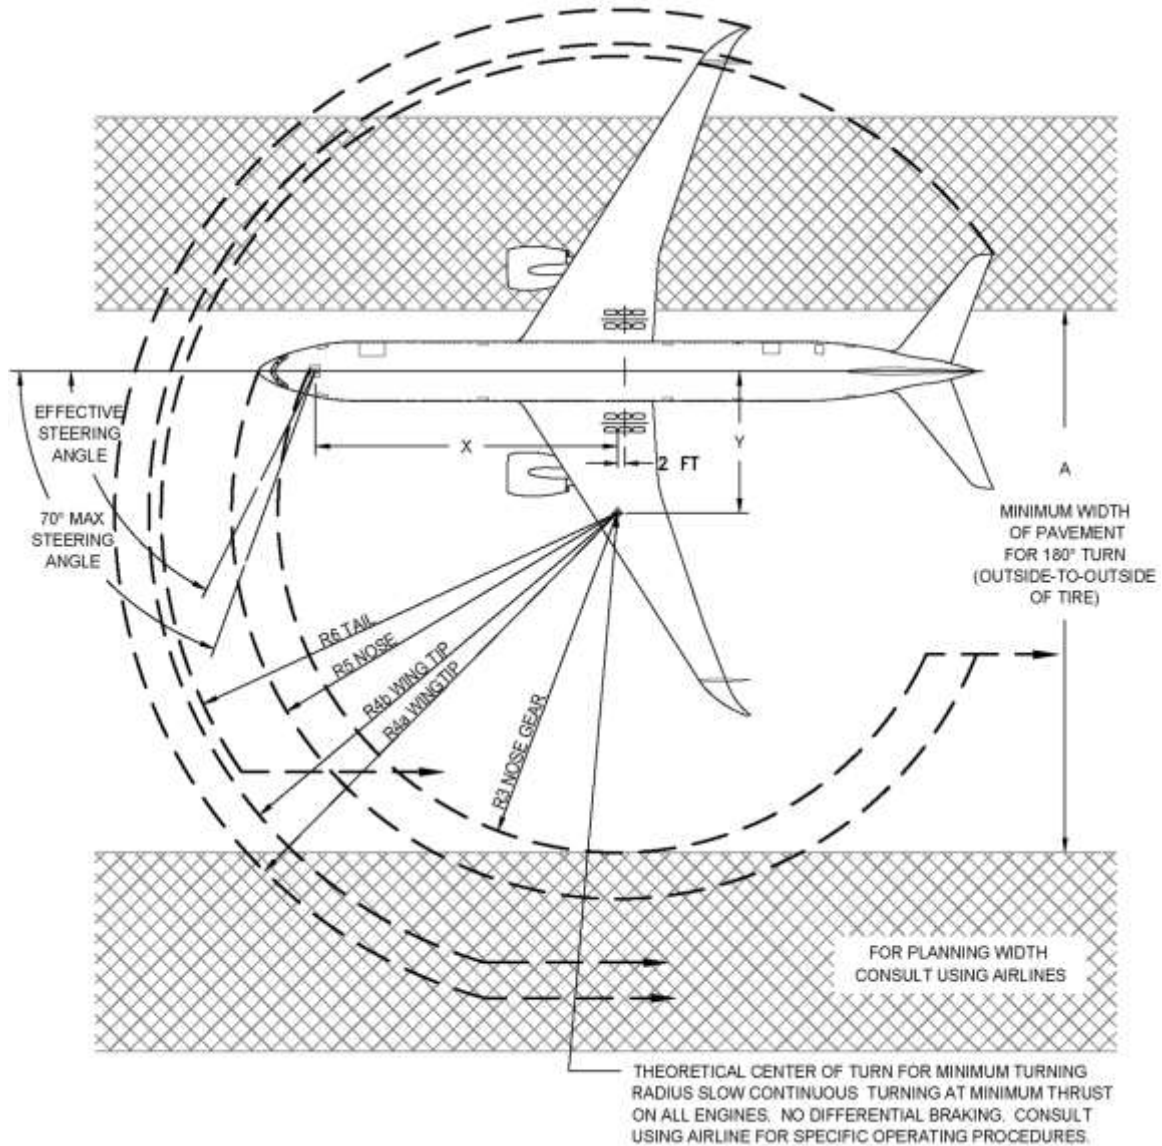 EFFECTIVE
STEERING
ANGLE
70° MAX
STEERING
ANGLE
X
Y
2 FT
A
MINIMUM WIDTH
OF PAVEMENT
FOR 180° TURN
(OUTSIDE-TO-OUTSIDE
OF TIRE)
R6 TAIL
R5 NOSE
R4b WING TIP
R4a WINGTIP
R3 NOSE GEAR
FOR PLANNING WIDTH
CONSULT USING AIRLINES
THEORETICAL CENTER OF TURN FOR MINIMUM TURNING
RADIUS SLOW CONTINUOUS TURNING AT MINIMUM THRUST
ON ALL ENGINES. NO DIFFERENTIAL BRAKING. CONSULT
USING AIRLINE FOR SPECIFIC OPERATING PROCEDURES.